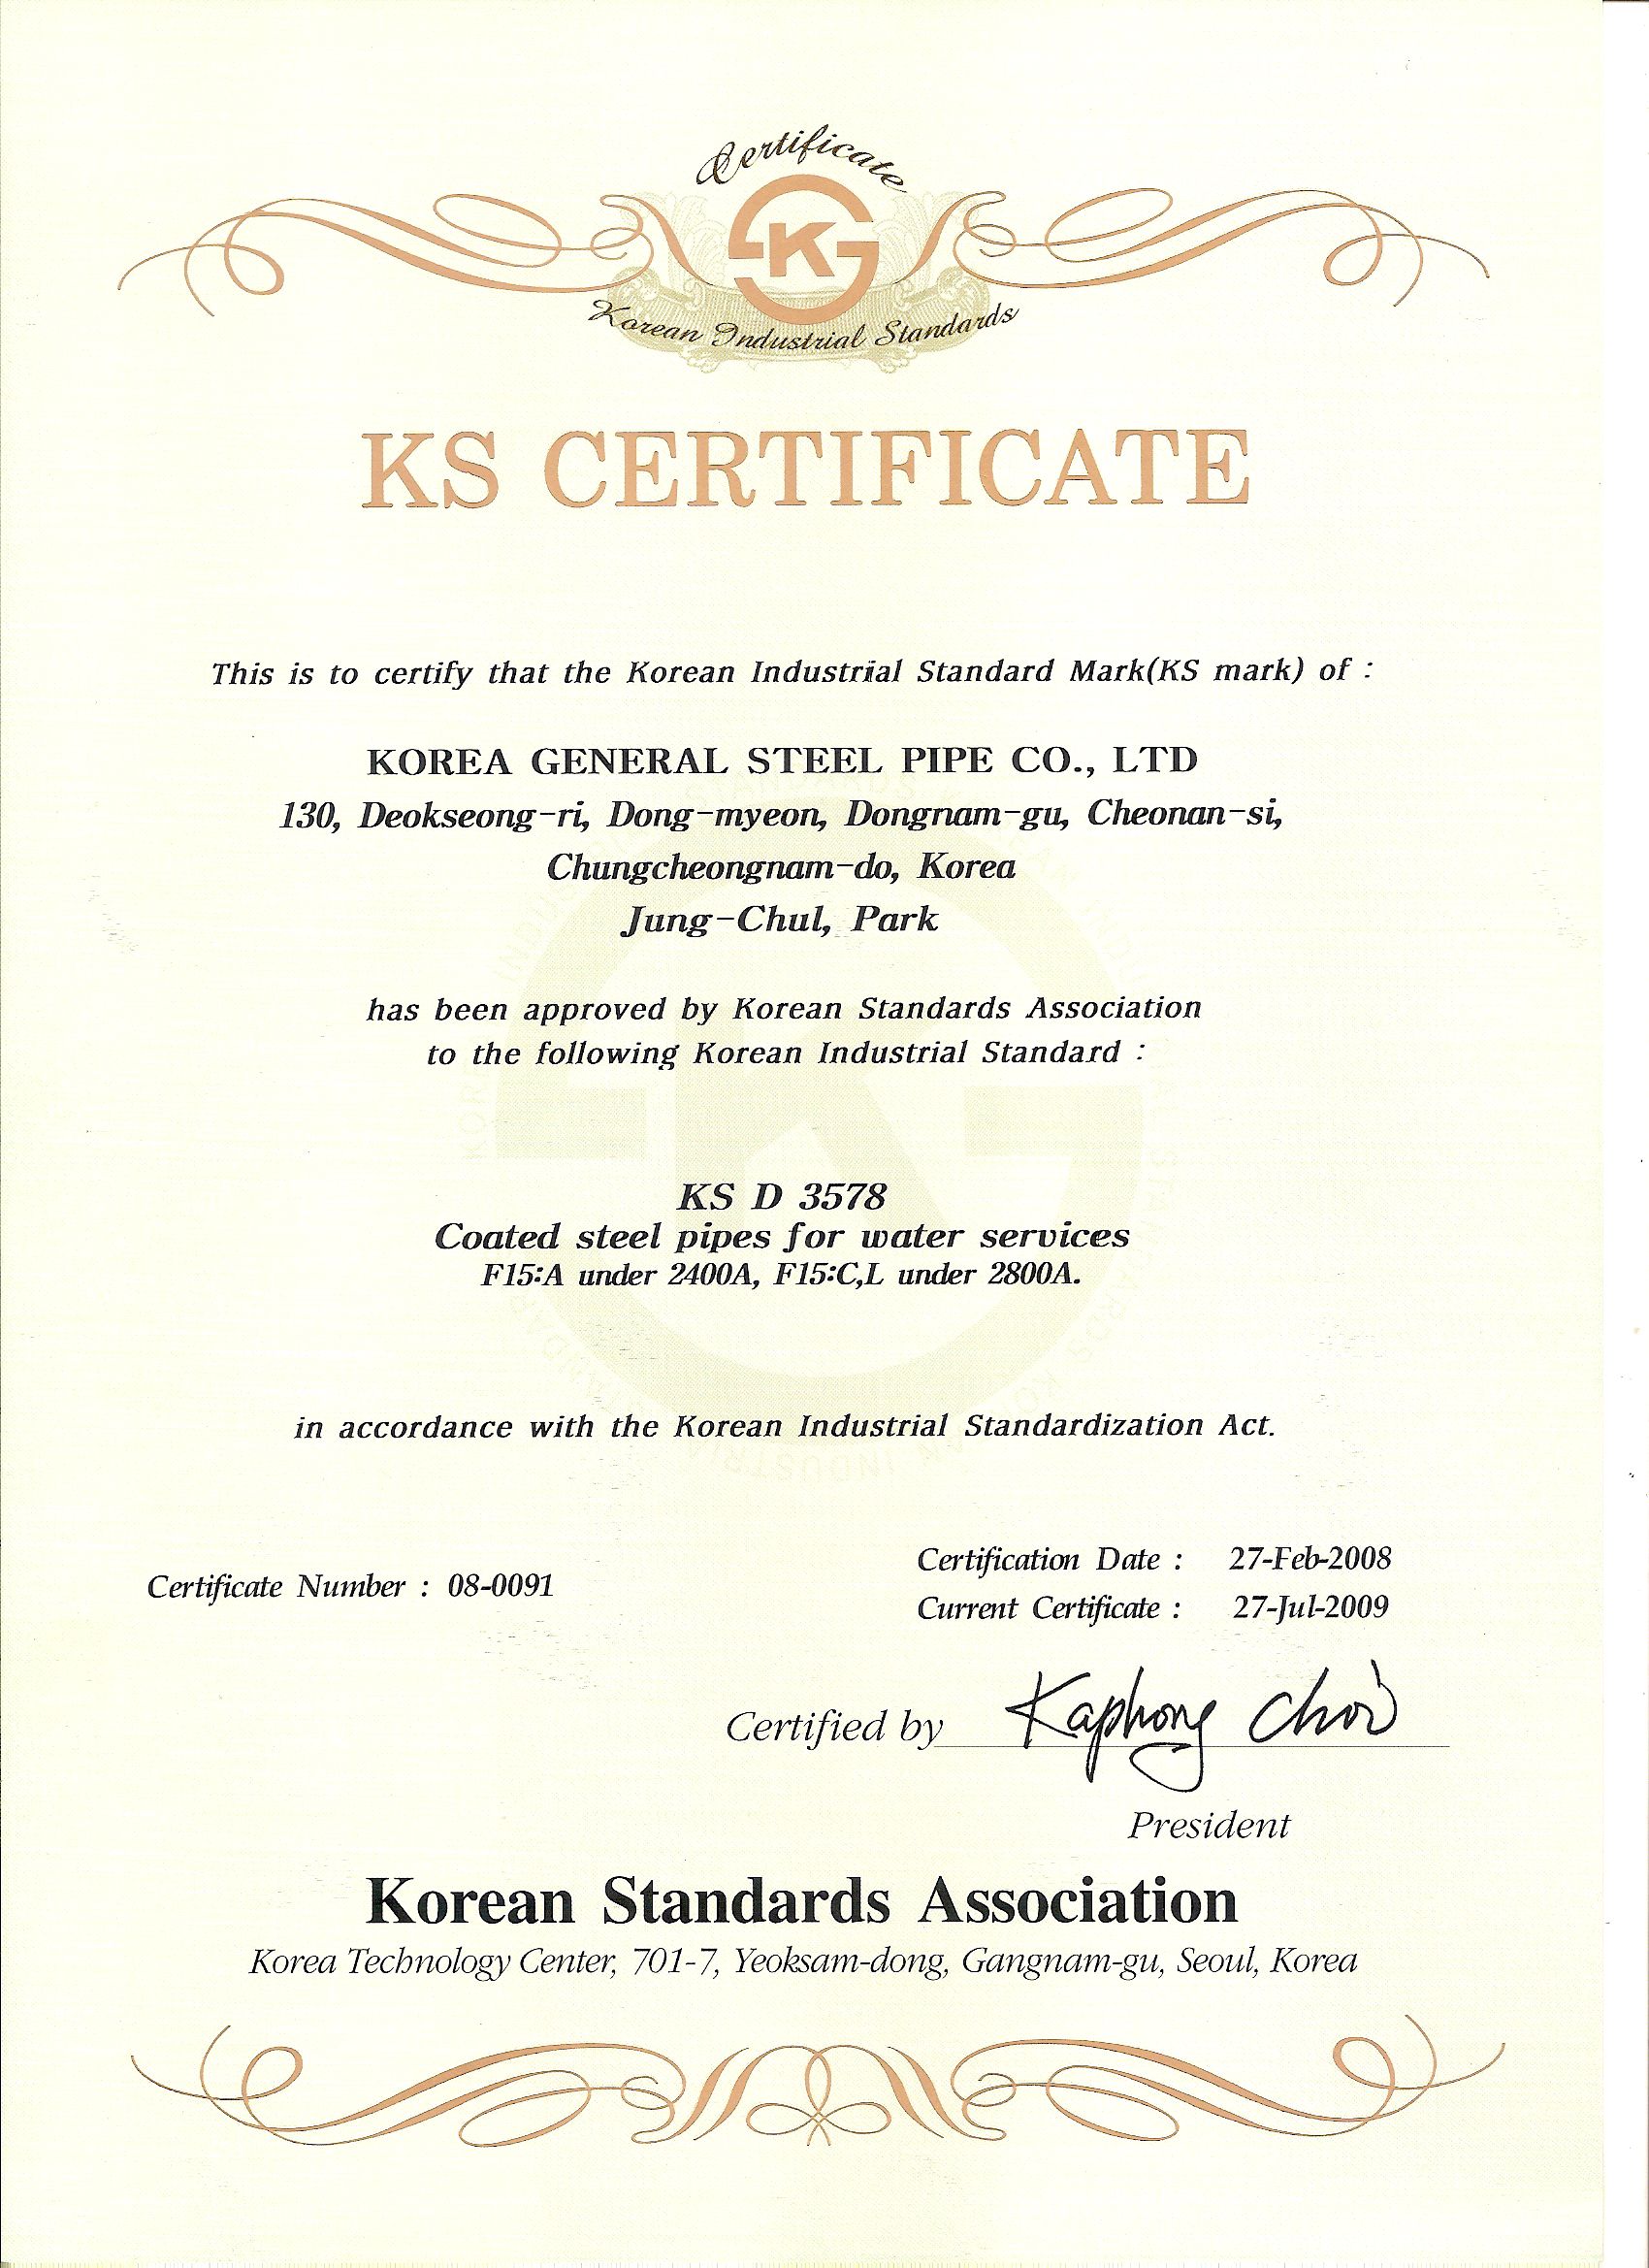 Certificate
K
Korean Industrial Standards
KS CERTIFICATE
This is to certify that the Korean Industrial Standard Mark(KS mark) of :
KOREA GENERAL STEEL PIPE CO., LTD
130, Deokseong-ri, Dong-myeon, Dongnam-gu, Cheonan-si,
Chungcheongnam-do, Korea
Jung-Chul, Park
has been approved by Korean Standards Association
to the following Korean Industrial Standard :
KS D 3578
Coated steel pipes for water services
F15:A under 2400A, F15:C,L under 2800A.
in accordance with the Korean Industrial Standardization Act.
Certificate Number : 08-0091
Certification Date : 27-Feb-2008
Current Certificate : 27-Jul-2009
Certified by Kaphong Choi
President
Korean Standards Association
Korea Technology Center, 701-7, Yeoksam-dong, Gangnam-gu, Seoul, Korea